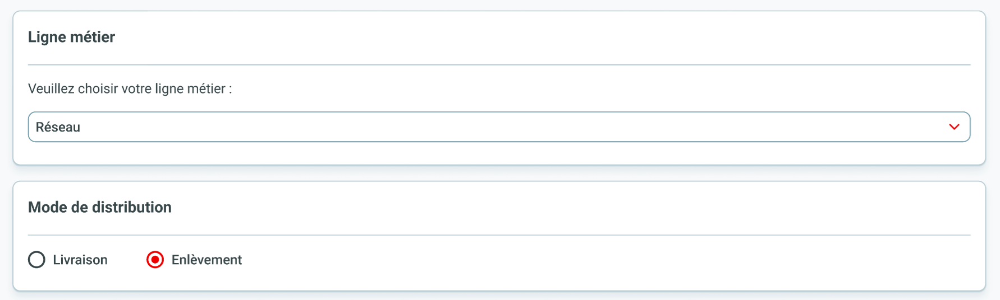 Ligne métier
Veuillez choisir votre ligne métier :
Réseau
Mode de distribution
Livraison Enlèvement